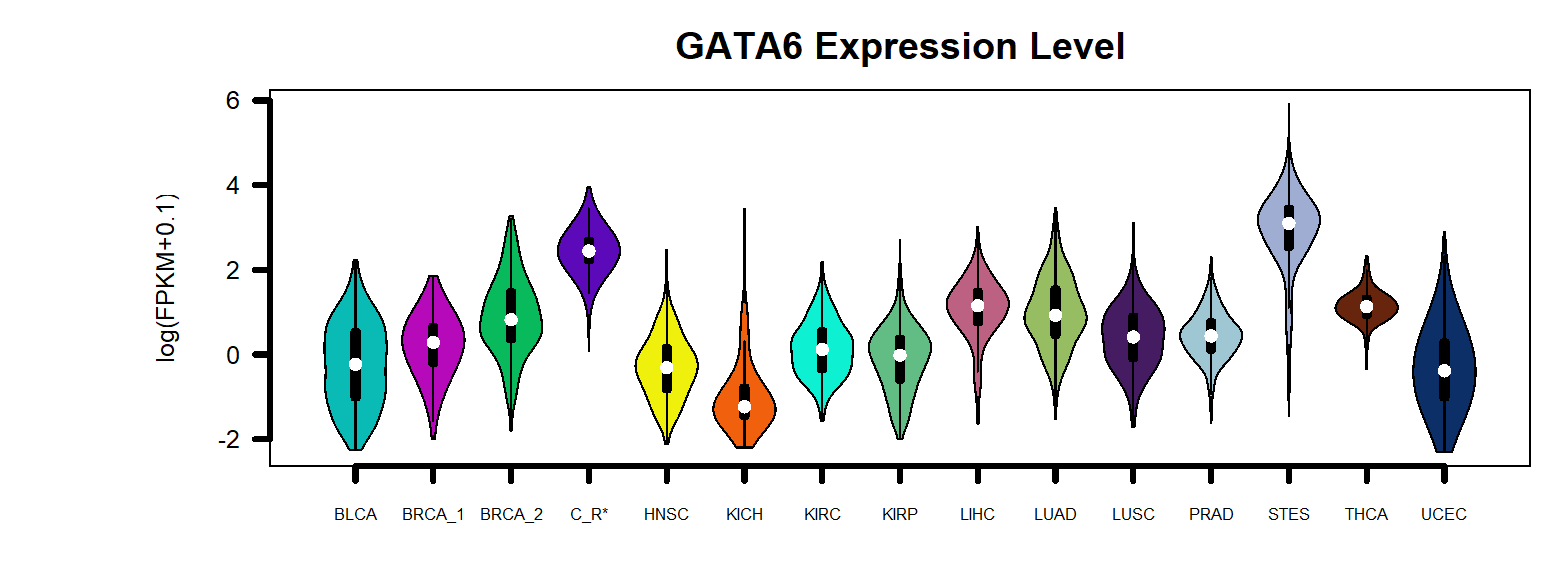 GATA6 Expression Level
log(FPKM+0.1)
6
4
2
0
-2
BLCA BRCA_1 BRCA_2 C_R* HNSC KICH KIRC KIRP LIHC LUAD LUSC PRAD STES THCA UCEC